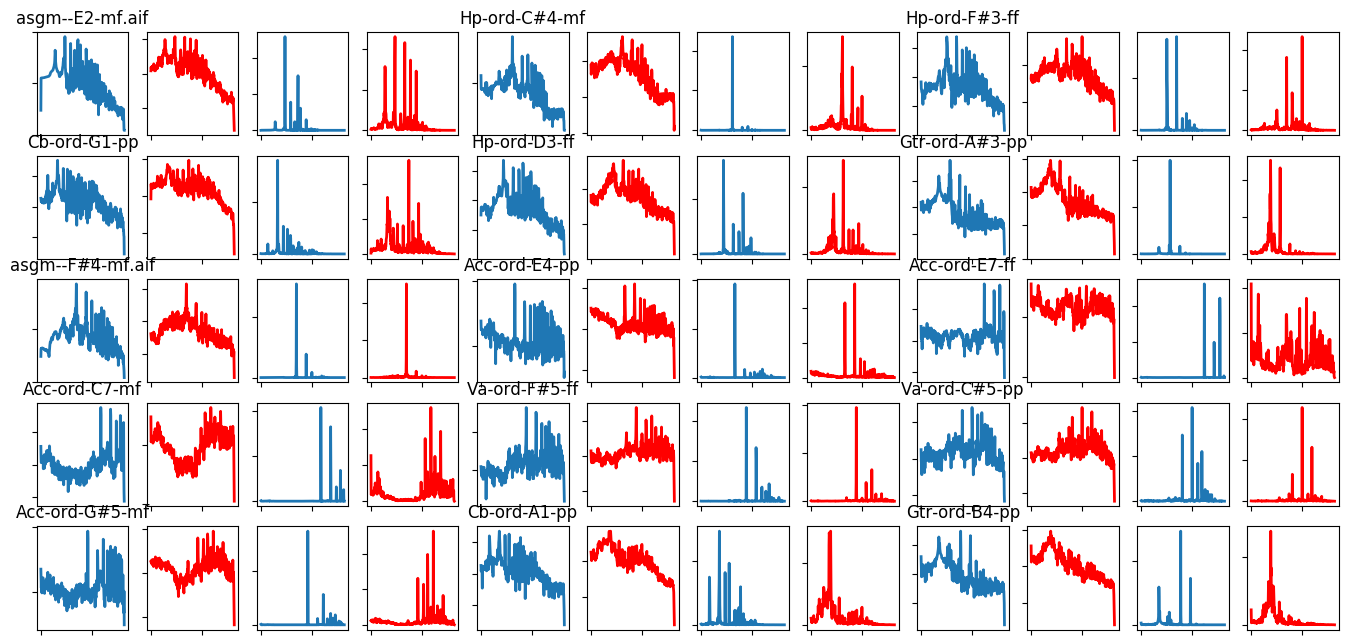 asgm--E2-mf.aif Hp-ord-C#4-mf Hp-ord-F#3-ff
Cb-ord-G1-pp Hp-ord-D3-ff Gtr-ord-A#3-pp
asgm--F#4-mf.aif Acc-ord-E4-pp Acc-ord-E7-ff
Acc-ord-C7-mf Va-ord-F#5-ff Va-ord-C#5-pp
Acc-ord-G#5-mf Cb-ord-A1-pp Gtr-ord-B4-pp